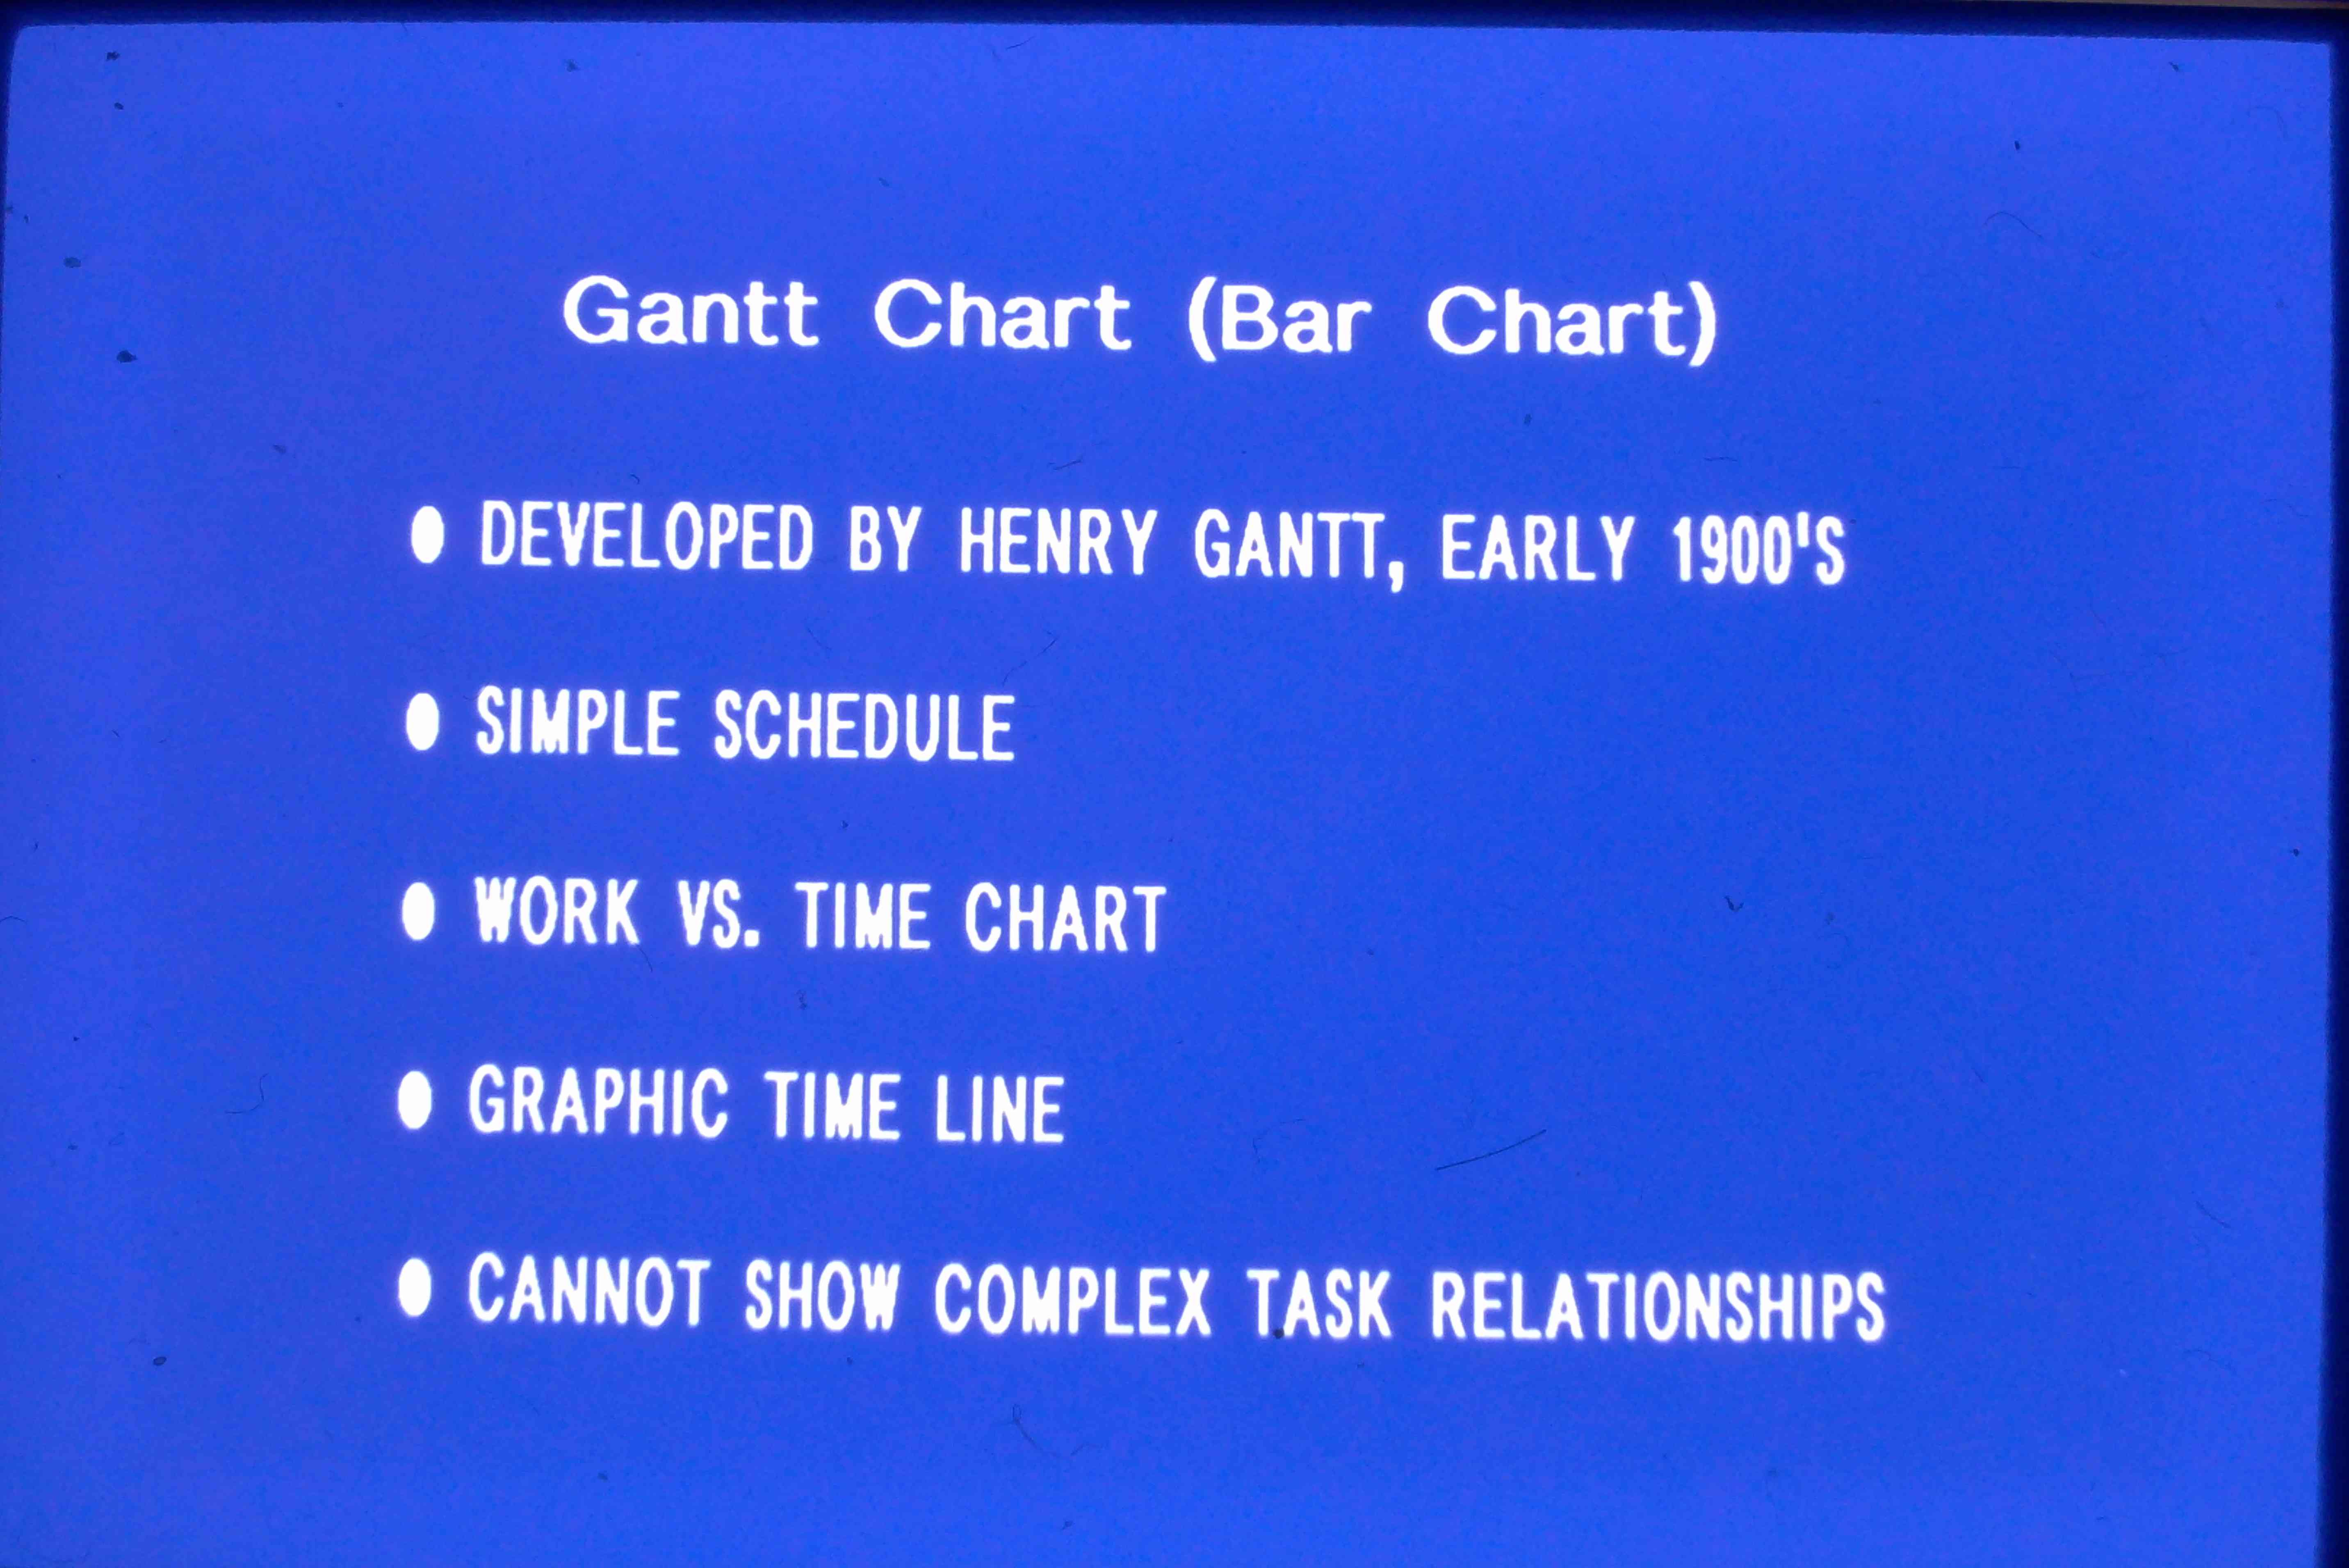 Gantt Chart (Bar Chart)
● DEVELOPED BY HENRY GANTT, EARLY 1900'S
● SIMPLE SCHEDULE
● WORK VS. TIME CHART
● GRAPHIC TIME LINE
● CANNOT SHOW COMPLEX TASK RELATIONSHIPS